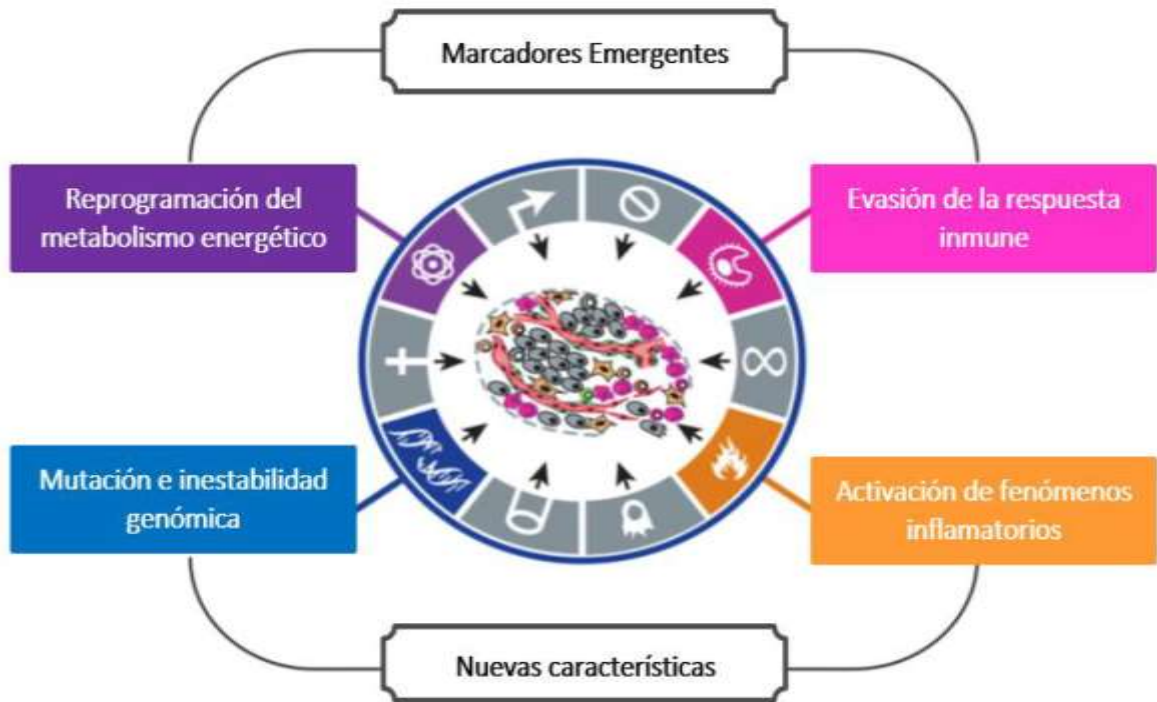 Marcadores Emergentes
Reprogramación del
metabolismo energético
Evasión de la respuesta
inmune
Mutación e inestabilidad
genómica
Activación de fenómenos
inflamatorios
Nuevas características